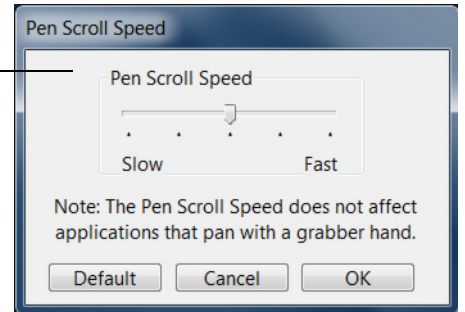 Pen Scroll Speed
Pen Scroll Speed
Slow Fast
Note: The Pen Scroll Speed does not affect
applications that pan with a grabber hand.
Default Cancel OK